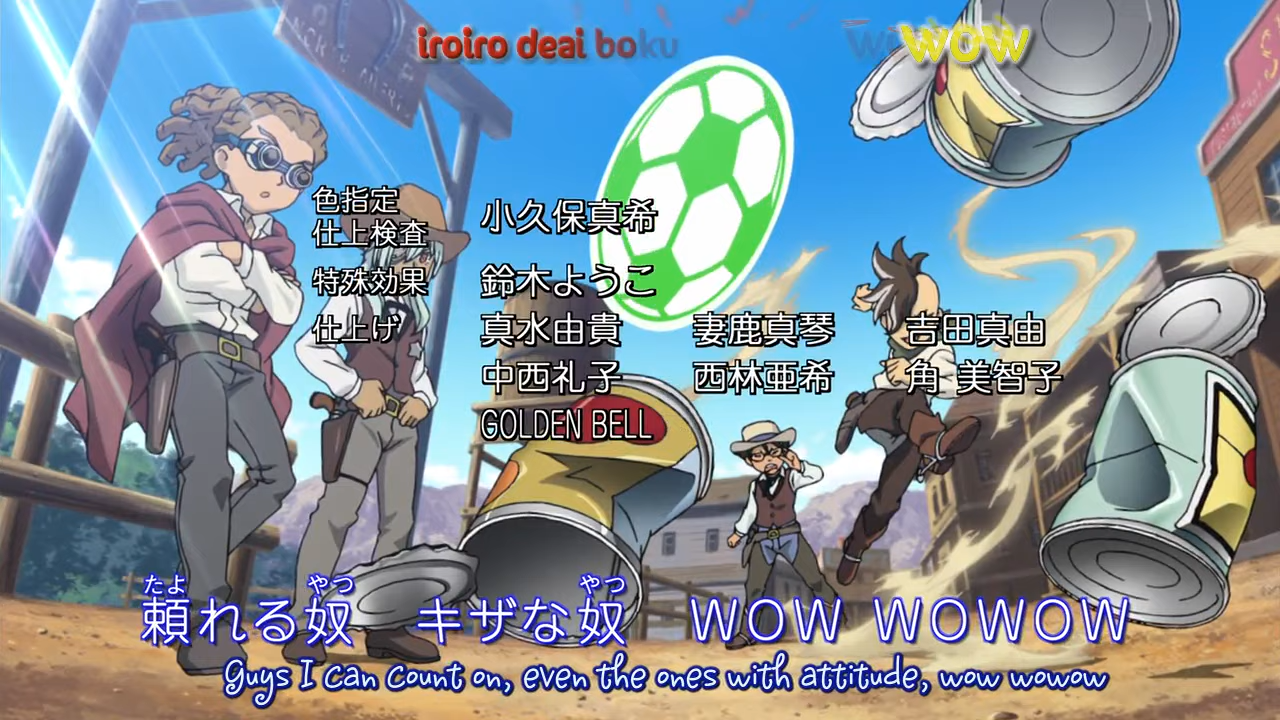 iroiro deai boku wow
色指定
仕上検査 小久保真希
特殊効果 鈴木ようこ
仕上げ 真水由貴 妻鹿真琴 吉田真由
中西礼子 西林亜希 角 美智子
GOLDEN BELL
たよ やつ やつ
頼れる奴 キザな奴 WOW WOWOW
Guys I can count on, even the ones with attitude, wow wowow